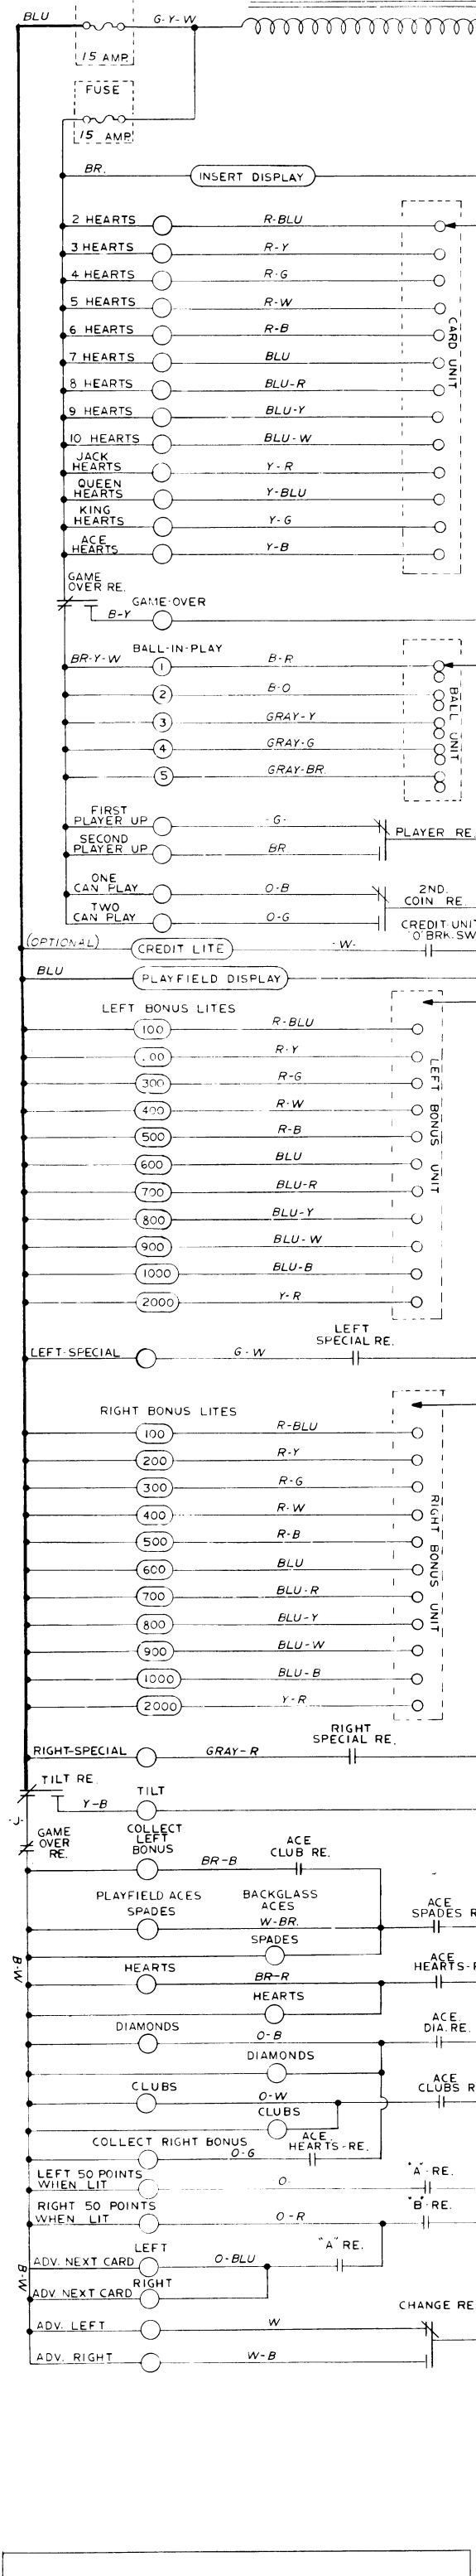 BLU G-Y-W
15 AMP.
FUSE
15 AMP.
BR. INSERT DISPLAY
2 HEARTS R-BLU
3 HEARTS R-Y
4 HEARTS R-G
5 HEARTS R-W
6 HEARTS R-B
7 HEARTS BLU
8 HEARTS BLU-R
9 HEARTS BLU-Y
10 HEARTS BLU-W
JACK
HEARTS Y-R
QUEEN
HEARTS Y-BLU
KING
HEARTS Y-G
ACE
HEARTS Y-B
CARD UNIT
GAME
OVER RE.
B-Y GAME-OVER
BALL-IN-PLAY
BR-Y-W 1 B-R
2 B-O
3 GRAY-Y
4 GRAY-G
5 GRAY-BR.
BALL UNIT
FIRST
PLAYER UP -G-
PLAYER RE.
SECOND
PLAYER UP BR
ONE
CAN PLAY O-B
2ND.
COIN RE.
TWO
CAN PLAY O-G
CREDIT UNIT
"O" BRK. SW
(OPTIONAL) CREDIT LITE -W-
BLU PLAYFIELD DISPLAY
LEFT BONUS LITES
100 R-BLU
00 R-Y
300 R-G
400 R-W
500 R-B
600 BLU
700 BLU-R
800 BLU-Y
900 BLU-W
1000 BLU-B
2000 Y-R
LEFT BONUS UNIT
LEFT
SPECIAL RE.
LEFT-SPECIAL G-W
RIGHT BONUS LITES
100 R-BLU
200 R-Y
300 R-G
400 R-W
500 R-B
600 BLU
700 BLU-R
800 BLU-Y
900 BLU-W
1000 BLU-B
2000 Y-R
RIGHT BONUS UNIT
RIGHT
SPECIAL RE.
RIGHT-SPECIAL GRAY-R
TILT RE.
Y-B TILT
GAME
OVER
RE.
COLLECT
LEFT
BONUS BR-B
ACE
CLUB RE.
PLAYFIELD ACES
SPADES
BACKGLASS
ACES
W-BR.
ACE
SPADES R
SPADES
B-W
HEARTS BR-R
ACE
HEARTS-R
HEARTS
DIAMONDS O-B
ACE
DIA. RE.
DIAMONDS
CLUBS O-W
ACE
CLUBS R
CLUBS
COLLECT RIGHT BONUS
O-G
ACE.
HEARTS-RE.
LEFT 50 POINTS
WHEN LIT O-
"A"-RE.
RIGHT 50 POINTS
WHEN LIT O-R
"B"-RE.
B-W
LEFT
ADV. NEXT CARD O-BLU "A" RE.
RIGHT
ADV NEXT CARD
CHANGE RE
ADV. LEFT W
ADV. RIGHT W-B